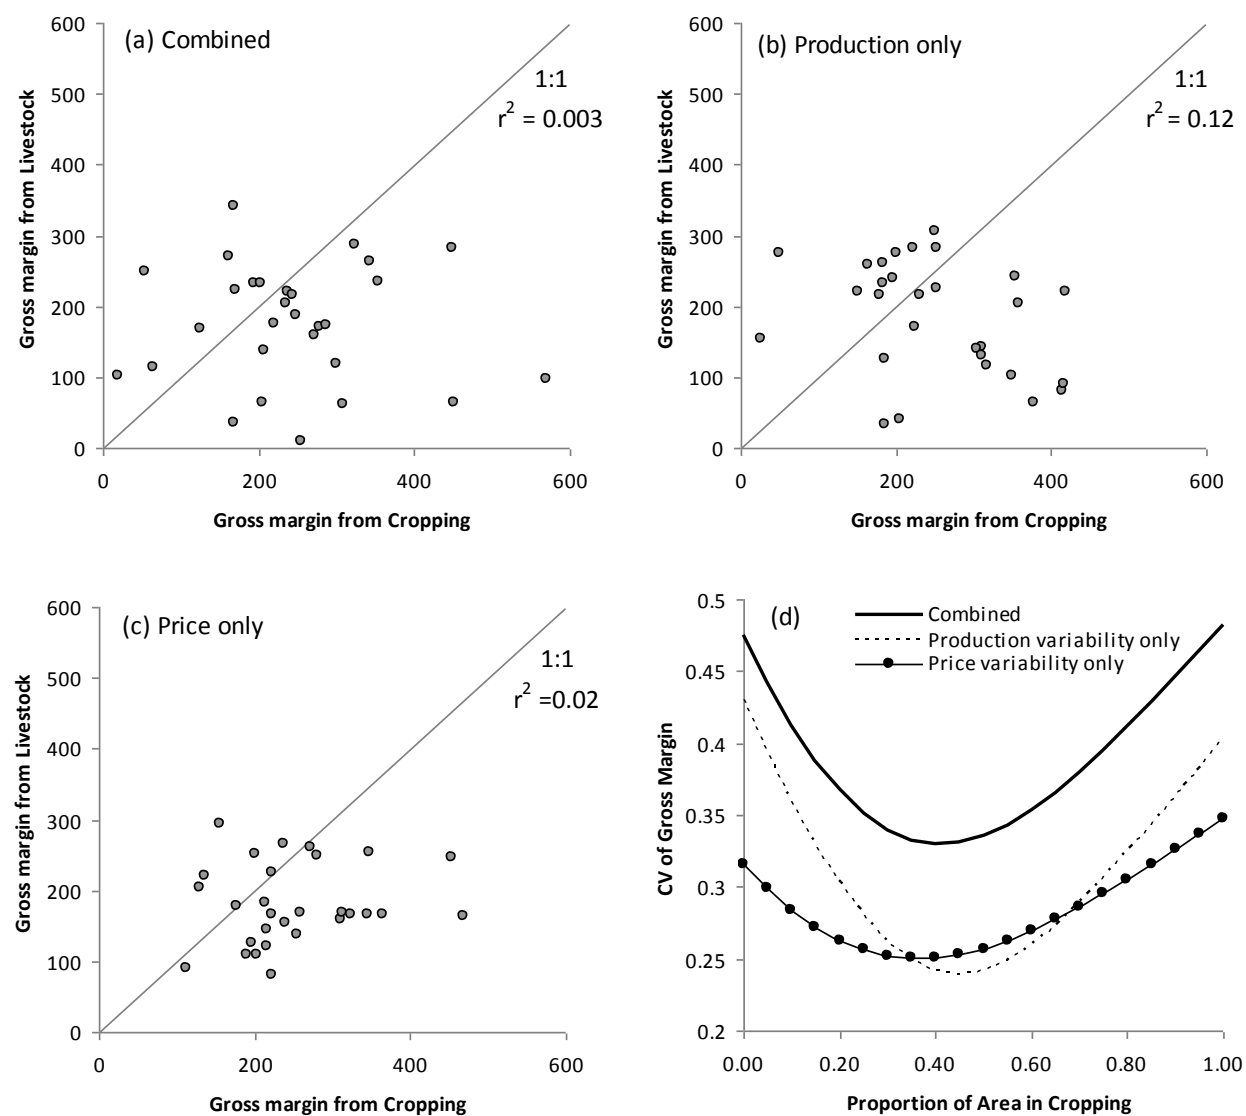 (a) Combined
1:1
r² = 0.003
600
500
400
300
200
100
0
0 200 400 600
Gross margin from Livestock
Gross margin from Cropping
(b) Production only
1:1
r² = 0.12
600
500
400
300
200
100
0
0 200 400 600
Gross margin from Livestock
Gross margin from Cropping
(c) Price only
1:1
r² =0.02
600
500
400
300
200
100
0
0 200 400 600
Gross margin from Livestock
Gross margin from Cropping
(d)
Combined
Production variability only
Price variability only
0.5
0.45
0.4
0.35
0.3
0.25
0.2
0.00 0.20 0.40 0.60 0.80 1.00
CV of Gross Margin
Proportion of Area in Cropping